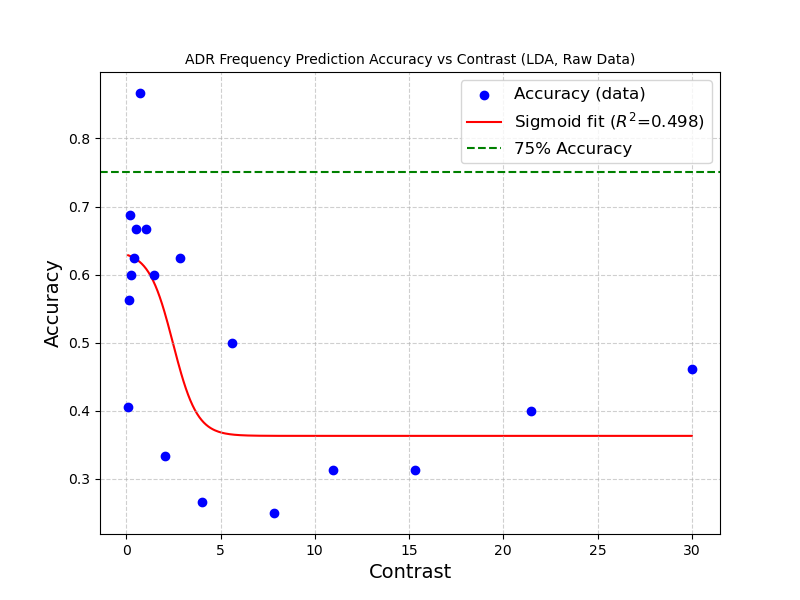 ADR Frequency Prediction Accuracy vs Contrast (LDA, Raw Data)
Accuracy (data)
Sigmoid fit (R²=0.498)
75% Accuracy
Accuracy
0.8
0.7
0.6
0.5
0.4
0.3
0 5 10 15 20 25 30
Contrast